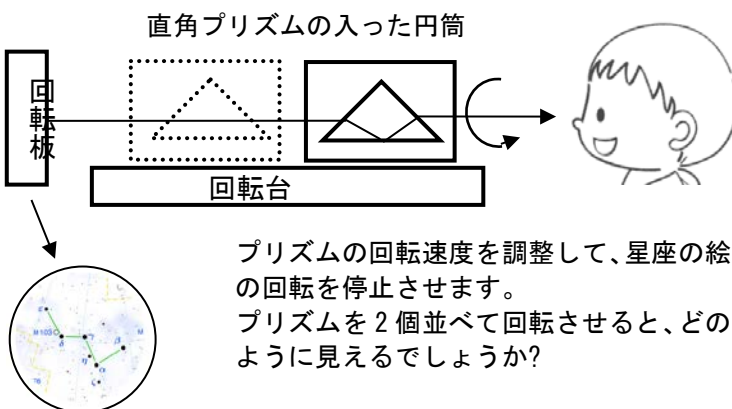 直角プリズムの入った円筒
回転板
回転台
プリズムの回転速度を調整して、星座の絵
の回転を停止させます。
プリズムを2個並べて回転させると、どの
ように見えるでしょうか?
ε
M103
δ
γ
M
η
β
α
ζ
76